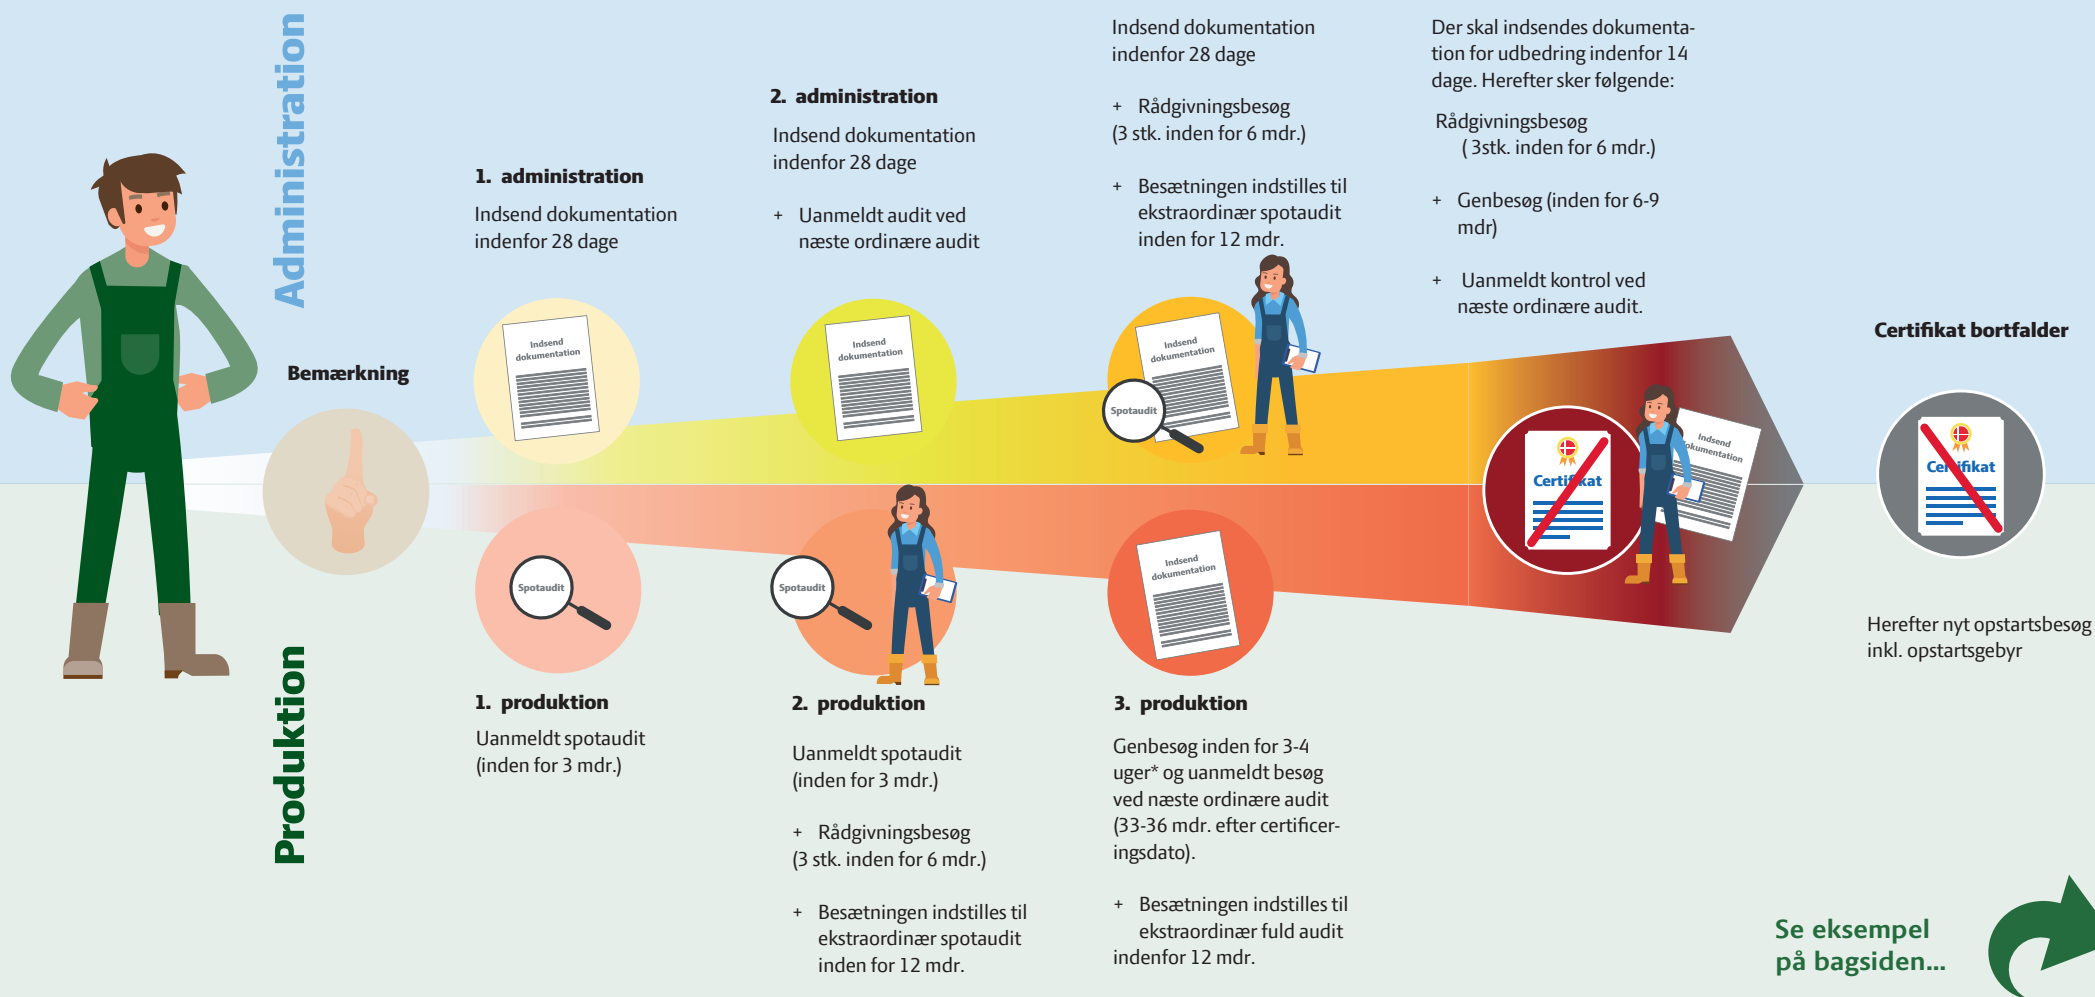 Administration
Produktion
Bemærkning
1. administration
Indsend dokumentation
indenfor 28 dage
Indsend
dokumentation
2. administration
Indsend dokumentation
indenfor 28 dage
+ Uanmeldt audit ved
næste ordinære audit
Indsend
dokumentation
Indsend dokumentation
indenfor 28 dage
+ Rådgivningsbesøg
(3 stk. inden for 6 mdr.)
+ Besætningen indstilles til
ekstraordinær spotaudit
inden for 12 mdr.
Indsend
dokumentation
Spotaudit
Der skal indsendes dokumenta-
tion for udbedring indenfor 14
dage. Herefter sker følgende:
Rådgivningsbesøg
( 3stk. inden for 6 mdr.)
+ Genbesøg (inden for 6-9
mdr)
+ Uanmeldt kontrol ved
næste ordinære audit.
Certifikat
Indsend
dokumentation
Certifikat bortfalder
Certifikat
Herefter nyt opstartsbesøg
inkl. opstartsgebyr
Spotaudit
1. produktion
Uanmeldt spotaudit
(inden for 3 mdr.)
Spotaudit
2. produktion
Uanmeldt spotaudit
(inden for 3 mdr.)
+ Rådgivningsbesøg
(3 stk. inden for 6 mdr.)
+ Besætningen indstilles til
ekstraordinær spotaudit
inden for 12 mdr.
Indsend
dokumentation
3. produktion
Genbesøg inden for 3-4
uger* og uanmeldt besøg
ved næste ordinære audit
(33-36 mdr. efter certificer-
ingsdato).
+ Besætningen indstilles til
ekstraordinær fuld audit
indenfor 12 mdr.
Se eksempel
på bagsiden...